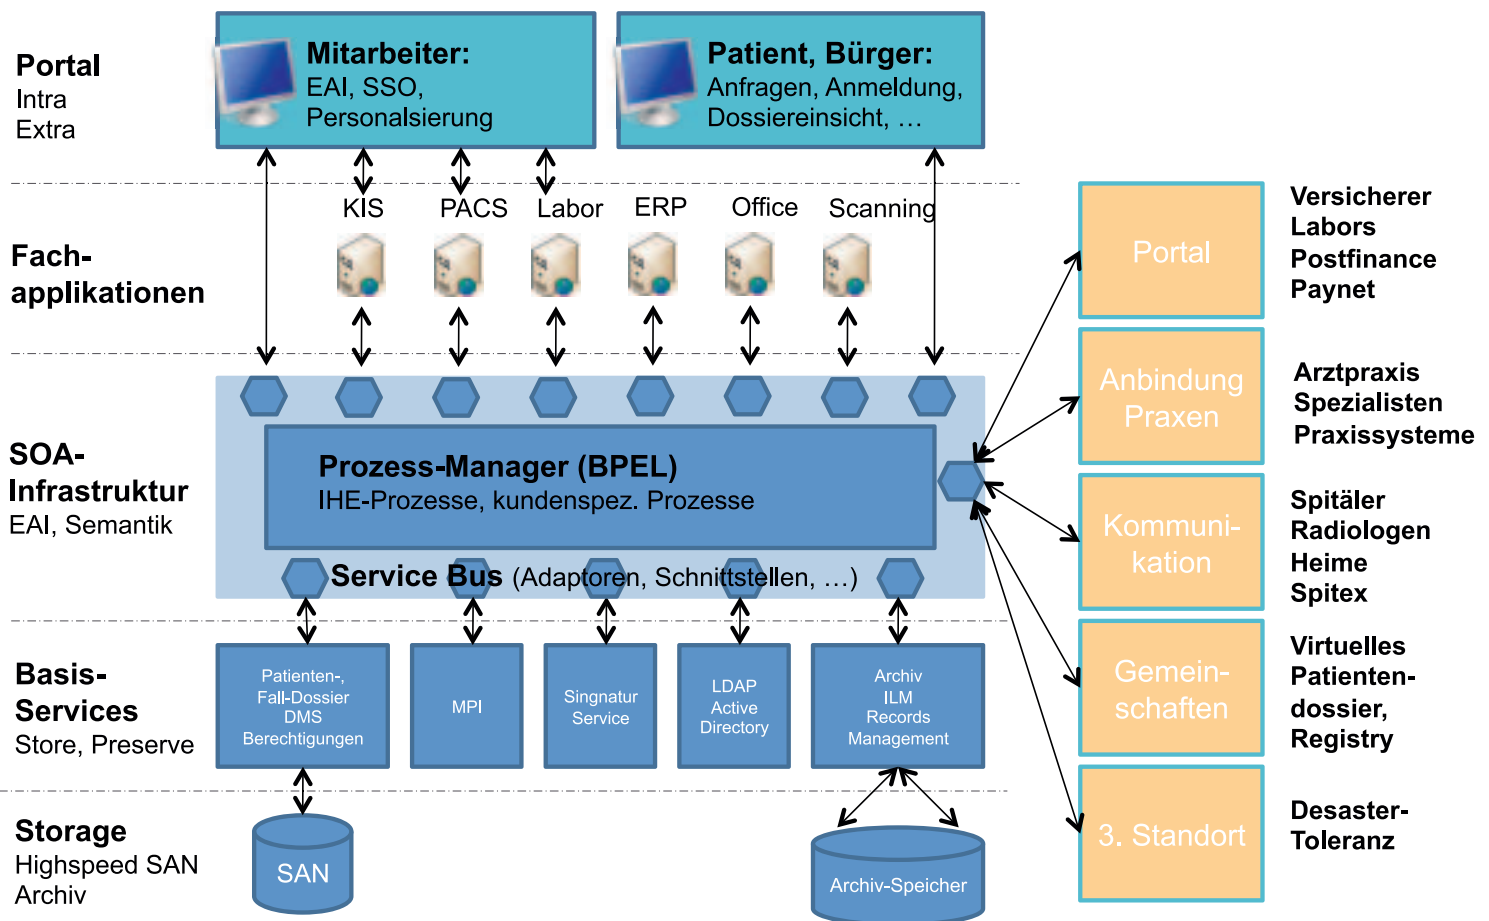 Portal
Intra
Extra
Mitarbeiter:
EAI, SSO,
Personalsierung
Patient, Bürger:
Anfragen, Anmeldung,
Dossiereinsicht, …
Fach-
applikationen
KIS
PACS
Labor
ERP
Office
Scanning
SOA-
Infrastruktur
EAI, Semantik
Prozess-Manager (BPEL)
IHE-Prozesse, kundenspez. Prozesse
Service Bus (Adaptoren, Schnittstellen, …)
Basis-
Services
Store, Preserve
Patienten-,
Fall-Dossier
DMS
Berechtigungen
MPI
Singnatur
Service
LDAP
Active
Directory
Archiv
ILM
Records
Management
Storage
Highspeed SAN
Archiv
SAN
Archiv-Speicher
Portal
Versicherer
Labors
Postfinance
Paynet
Anbindung
Praxen
Arztpraxis
Spezialisten
Praxissysteme
Kommuni-
kation
Spitäler
Radiologen
Heime
Spitex
Gemein-
schaften
Virtuelles
Patienten-
dossier,
Registry
3. Standort
Desaster-
Toleranz